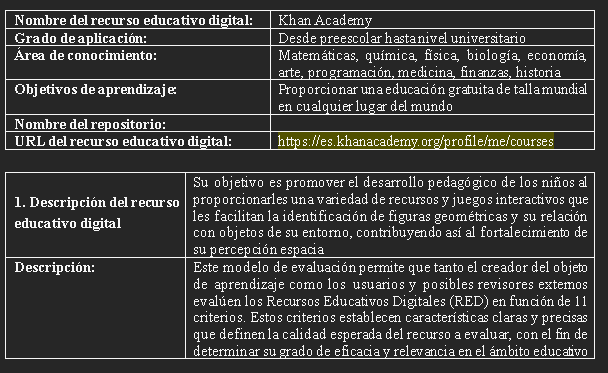 Nombre del recurso educativo digital: Khan Academy
Grado de aplicación: Desde preescolar hasta nivel universitario
Área de conocimiento: Matemáticas, química, física, biología, economía,
arte, programación, medicina, finanzas, historia
Objetivos de aprendizaje: Proporcionar una educación gratuita de talla mundial
en cualquier lugar del mundo
Nombre del repositorio:
URL del recurso educativo digital: https://es.khanacademy.org/profile/me/courses
1. Descripción del recurso
educativo digital
Su objetivo es promover el desarrollo pedagógico de los niños al
proporcionarles una variedad de recursos y juegos interactivos que
les facilitan la identificación de figuras geométricas y su relación
con objetos de su entorno, contribuyendo así al fortalecimiento de
su percepción espacia
Descripción:
Este modelo de evaluación permite que tanto el creador del objeto
de aprendizaje como los usuarios y posibles revisores externos
evalúen los Recursos Educativos Digitales (RED) en función de 11
criterios. Estos criterios establecen características claras y precisas
que definen la calidad esperada del recurso a evaluar, con el fin de
determinar su grado de eficacia y relevancia en el ámbito educativo